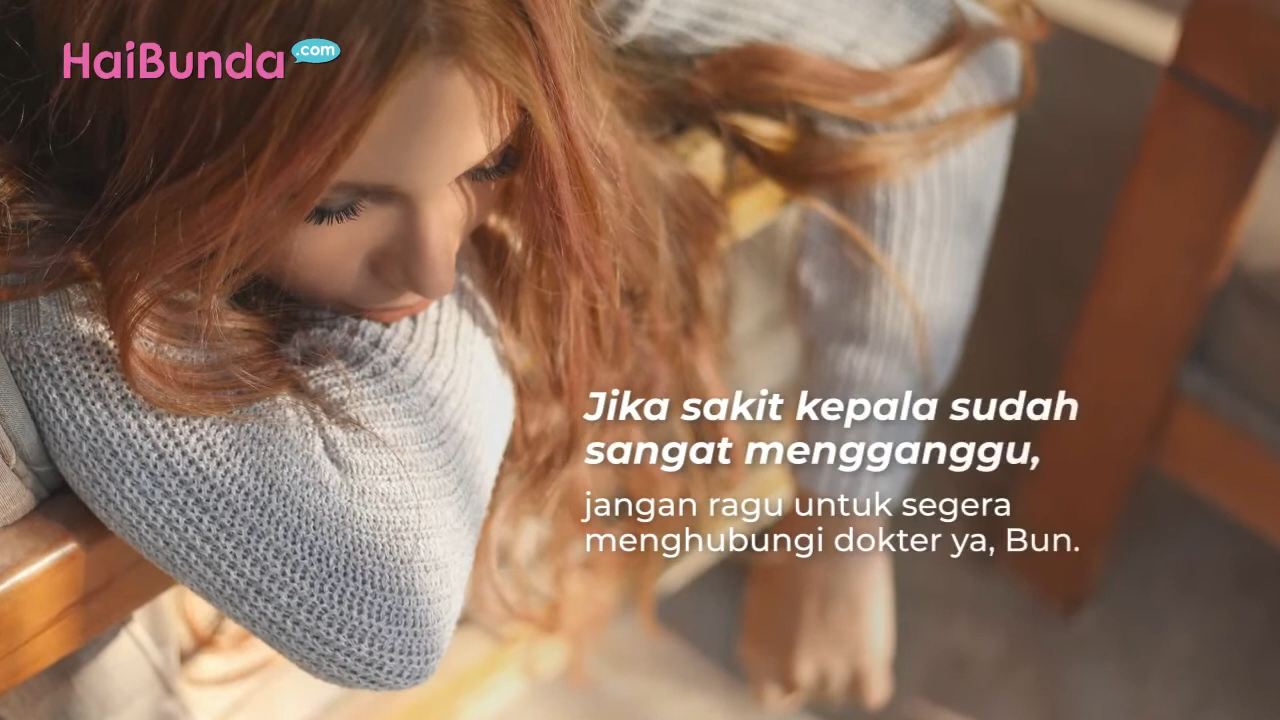 HaiBunda.com
Jika sakit kepala sudah
sangat mengganggu,
jangan ragu untuk segera
menghubungi dokter ya, Bun.